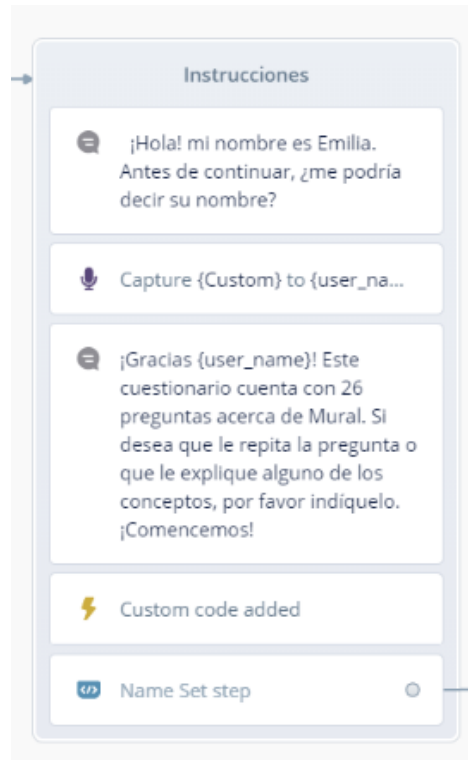 Instrucciones
¡Hola! mi nombre es Emilia.
Antes de continuar, ¿me podría
decir su nombre?
Capture {Custom} to {user_na...
¡Gracias {user_name}! Este
cuestionario cuenta con 26
preguntas acerca de Mural. Si
desea que le repita la pregunta o
que le explique alguno de los
conceptos, por favor indíquelo.
¡Comencemos!
Custom code added
Name Set step